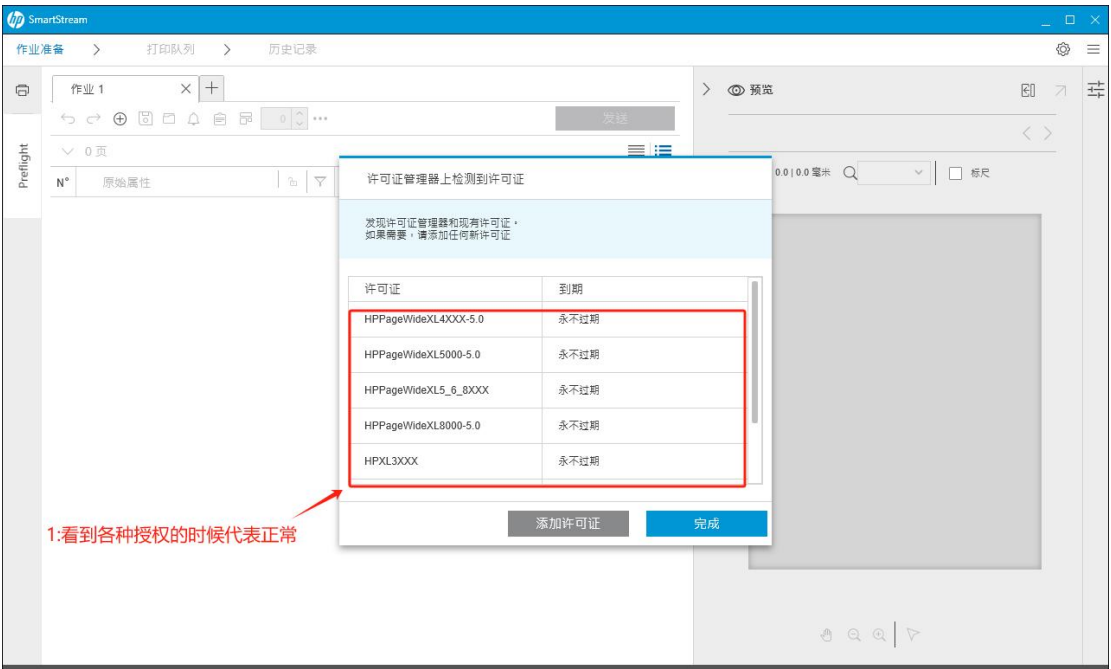 hp SmartStream
作业准备 > 打印队列 > 历史记录
作业 1
预览
0
发送
0 页
Preflight
N° 原始属性
0.0|0.0 毫米
标尺
许可证管理器上检测到许可证
发现许可证管理器和现有许可证，
如果需要，请添加任何新许可证
许可证 到期
HPPageWideXL4XXX-5.0 永不过期
HPPageWideXL5000-5.0 永不过期
HPPageWideXL5_6_8XXX 永不过期
HPPageWideXL8000-5.0 永不过期
HPXL3XXX 永不过期
添加许可证 完成
1:看到各种授权的时候代表正常